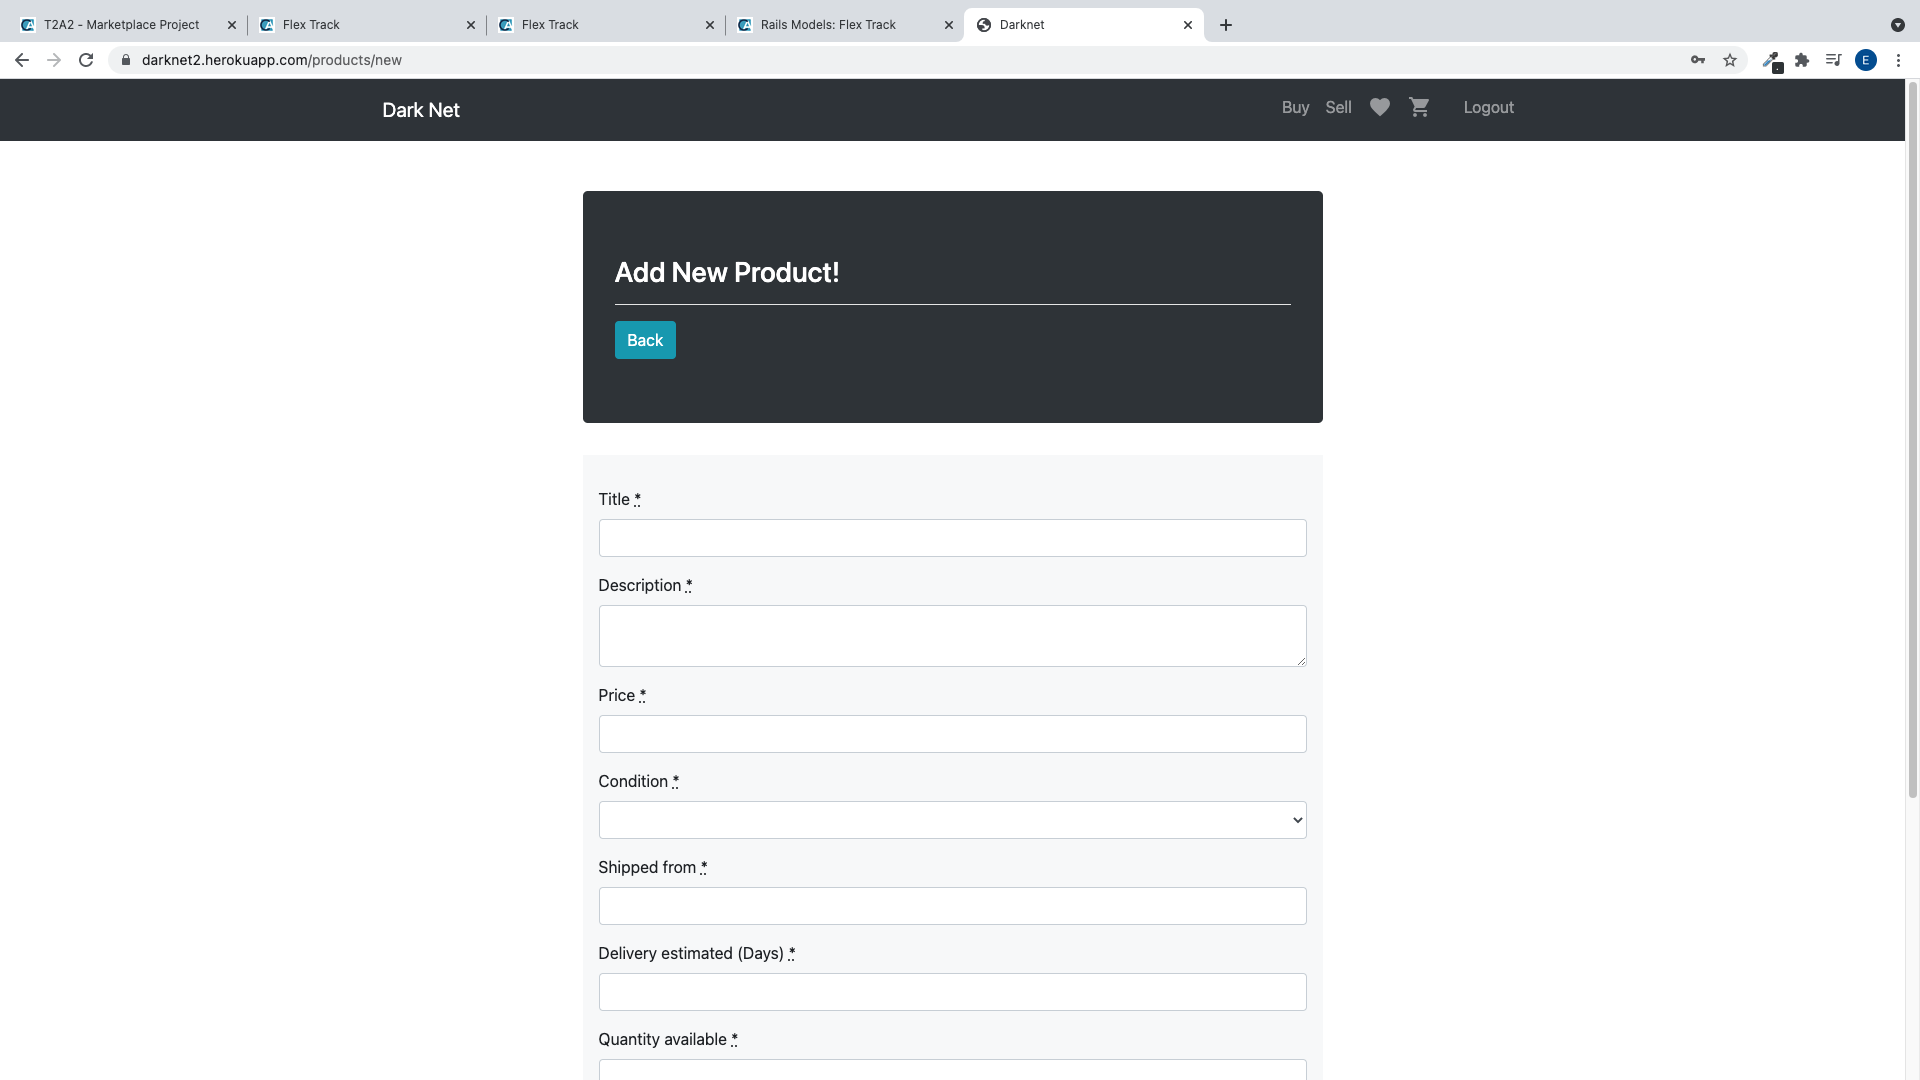 T2A2 - Marketplace Project
Flex Track
Flex Track
Rails Models: Flex Track
Darknet
darknet2.herokuapp.com/products/new
E
Dark Net
Buy
Sell
Logout
Add New Product!
Back
Title *
Description *
Price *
Condition *
Shipped from *
Delivery estimated (Days) *
Quantity available *